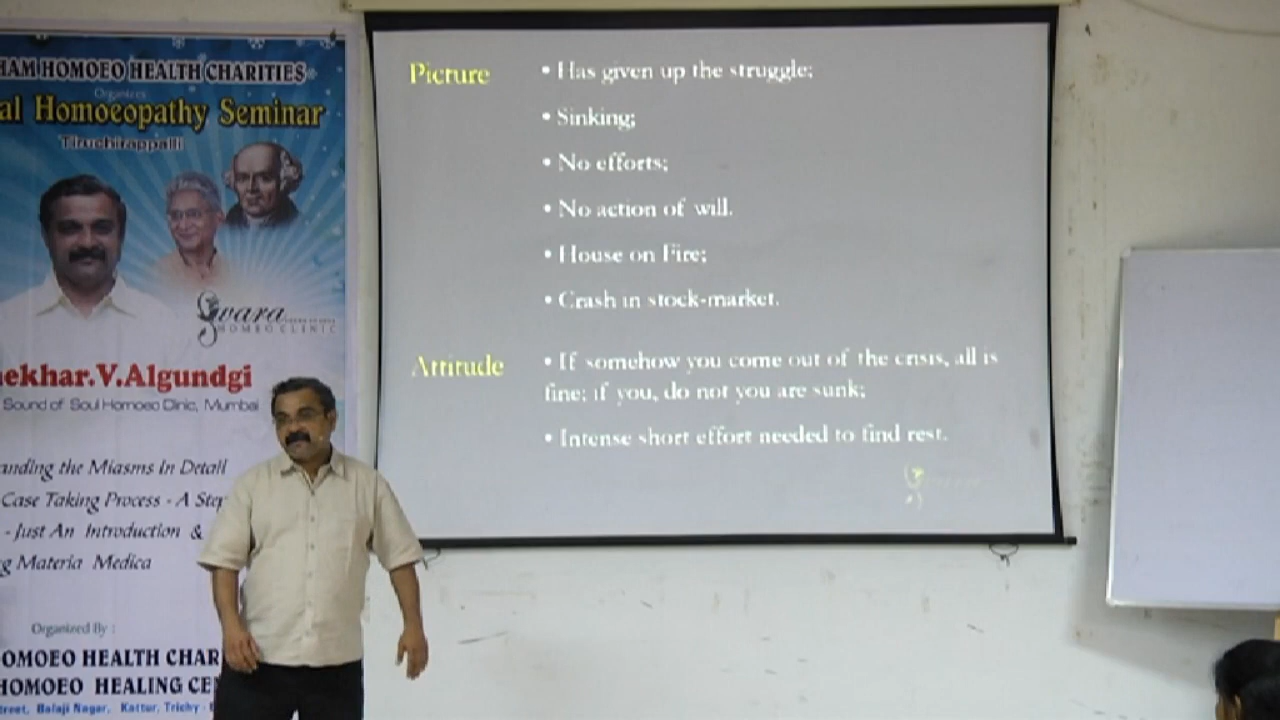 HAM HOMOEO HEALTH CHARITIES
Organizes
al Homoeopathy Seminar
Tiruchirappalli
Svara
HOMEO CLINIC
ekhar.V.Algundgi
Sound of Soul Homoeo Clinic, Mumbai
anding the Miasms In Detail
Case Taking Process - A Step
- Just An Introduction &
g Materia Medica
Organized By :
OMOEO HEALTH CHAR
HOMOEO HEALING CE
treet, Balaji Nagar, Kattur, Trichy -
Picture
• Has given up the struggle;
• Sinking;
• No efforts;
• No action of will.
• House on Fire;
• Crash in stock-market.
Attitude
• If somehow you come out of the crisis, all is
fine; if you, do not you are sunk;
• Intense short effort needed to find rest.